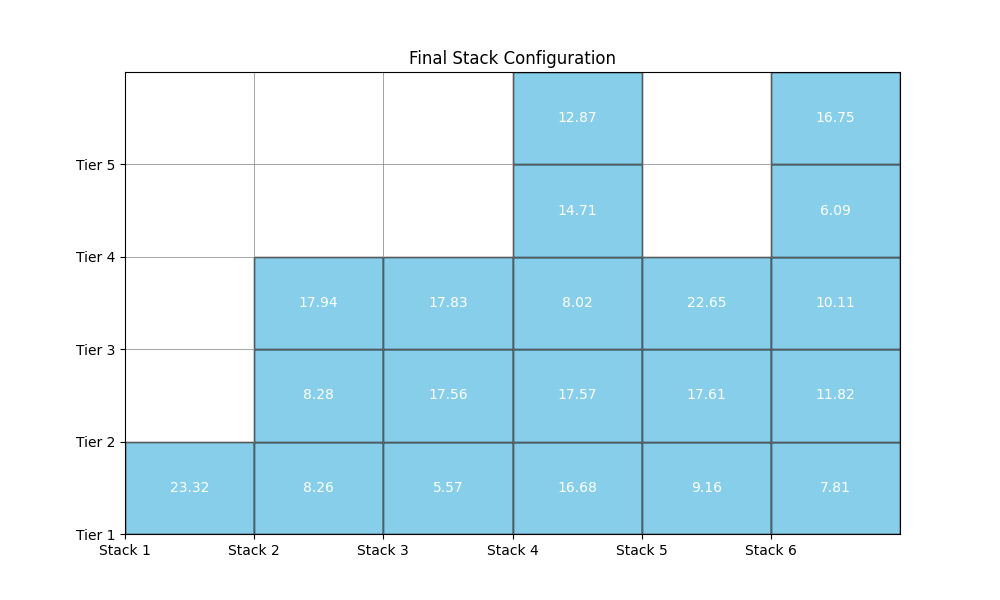 Final Stack Configuration
12.87 16.75
Tier 5
14.71 6.09
Tier 4
17.94 17.83 8.02 22.65 10.11
Tier 3
8.28 17.56 17.57 17.61 11.82
Tier 2
23.32 8.26 5.57 16.68 9.16 7.81
Tier 1
Stack 1 Stack 2 Stack 3 Stack 4 Stack 5 Stack 6